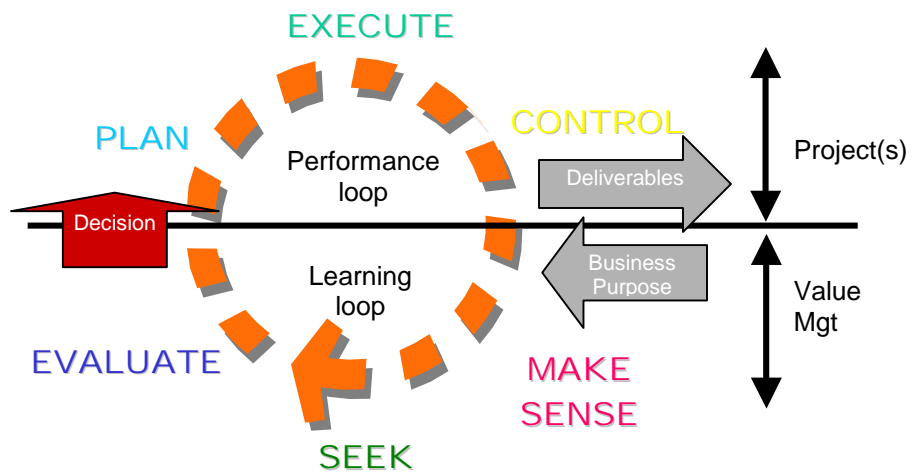 EXECUTE
PLAN
CONTROL
Performance
loop
Deliverables
Project(s)
Decision
Learning
loop
Business
Purpose
Value
Mgt
EVALUATE
MAKE
SENSE
SEEK